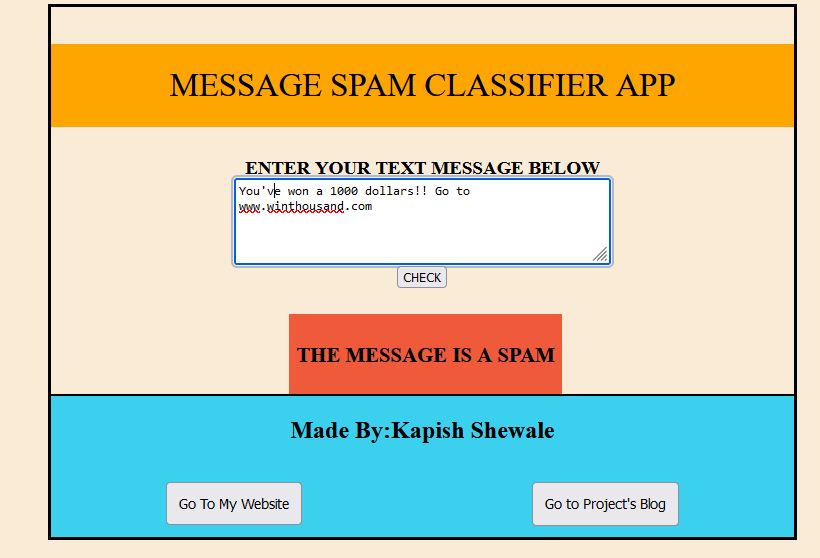 MESSAGE SPAM CLASSIFIER APP
ENTER YOUR TEXT MESSAGE BELOW
You've won a 1000 dollars!! Go to
www.winthousand.com
CHECK
THE MESSAGE IS A SPAM
Made By:Kapish Shewale
Go To My Website
Go to Project's Blog